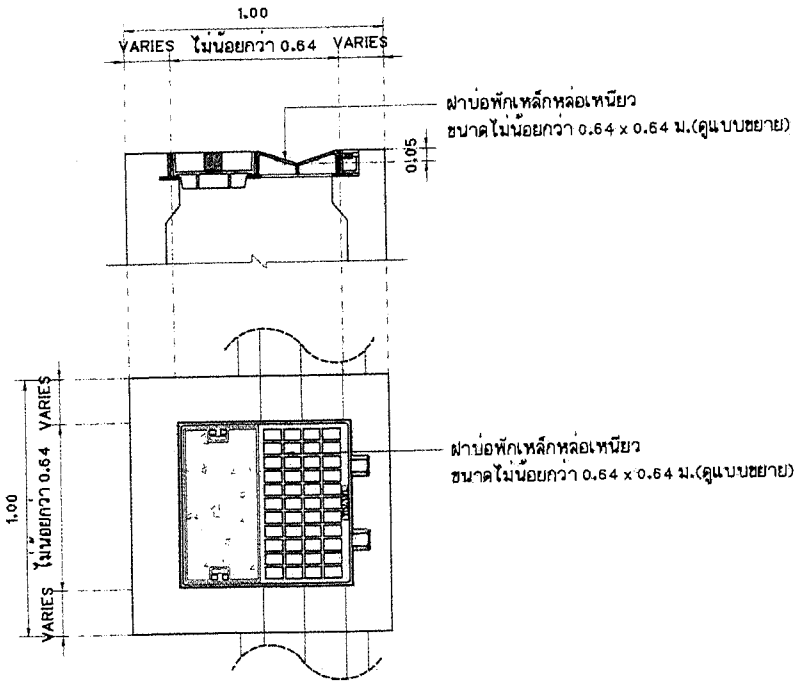 1.00
VARIES ไม่น้อยกว่า 0.64 VARIES
ฝาบ่อพักเหล็กหล่อเหนียว
ขนาดไม่น้อยกว่า 0.64 x 0.64 ม.(ดูแบบขยาย)
0.05
1.00
VARIES
ไม่น้อยกว่า 0.64
VARIES
ฝาบ่อพักเหล็กหล่อเหนียว
ขนาดไม่น้อยกว่า 0.64 x 0.64 ม.(ดูแบบขยาย)